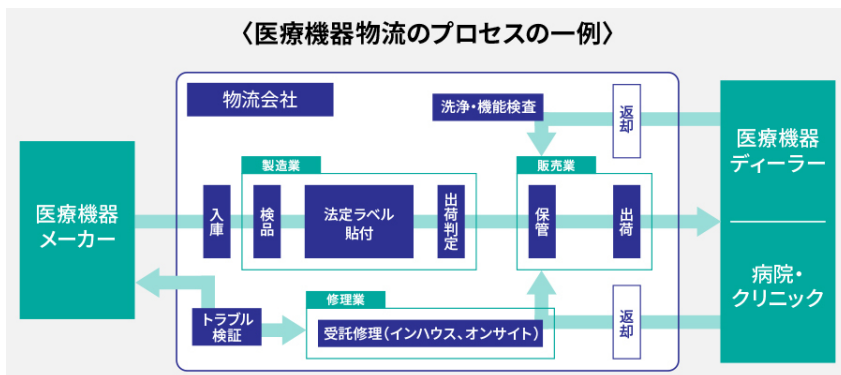 〈医療機器物流のプロセスの一例〉
物流会社
洗浄・機能検査
返却
医療機器
ディーラー
病院・
クリニック
医療機器
メーカー
入庫
製造業
検品
法定ラベル
貼付
出荷判定
販売業
保管
出荷
トラブル
検証
修理業
受託修理(インハウス、オンサイト)
返却